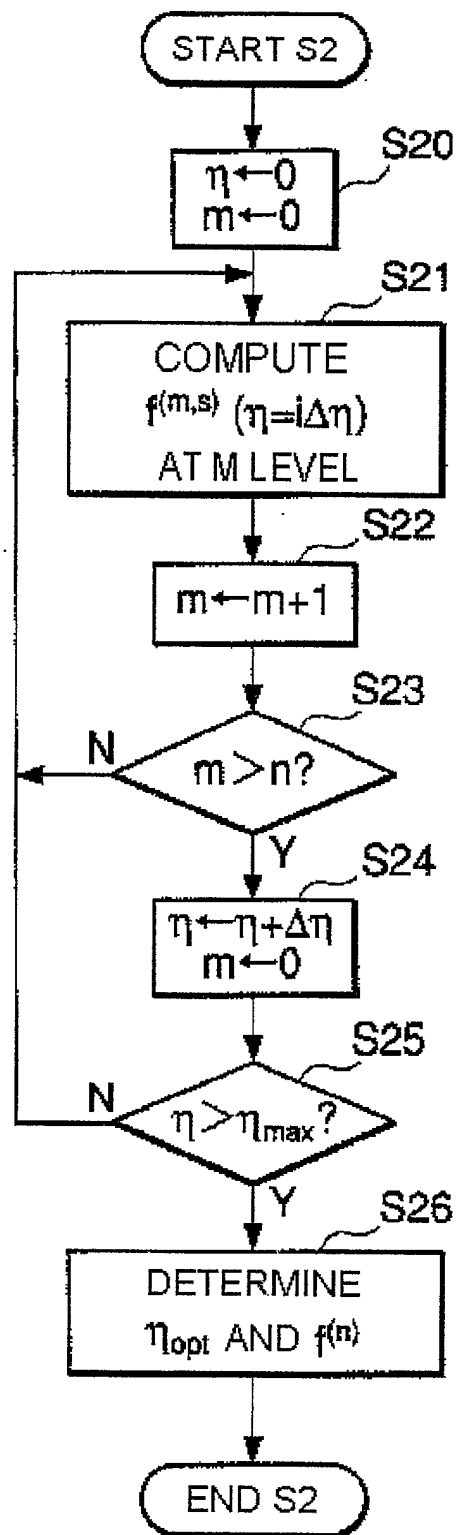 START S2
S20
η←0
m←0
S21
COMPUTE
f(m,s) (η=iΔη)
AT M LEVEL
S22
m←m+1
S23
N
m>n?
Y
S24
η←η+Δη
m←0
S25
N
η>ηmax?
Y
S26
DETERMINE
ηopt AND f(n)
END S2